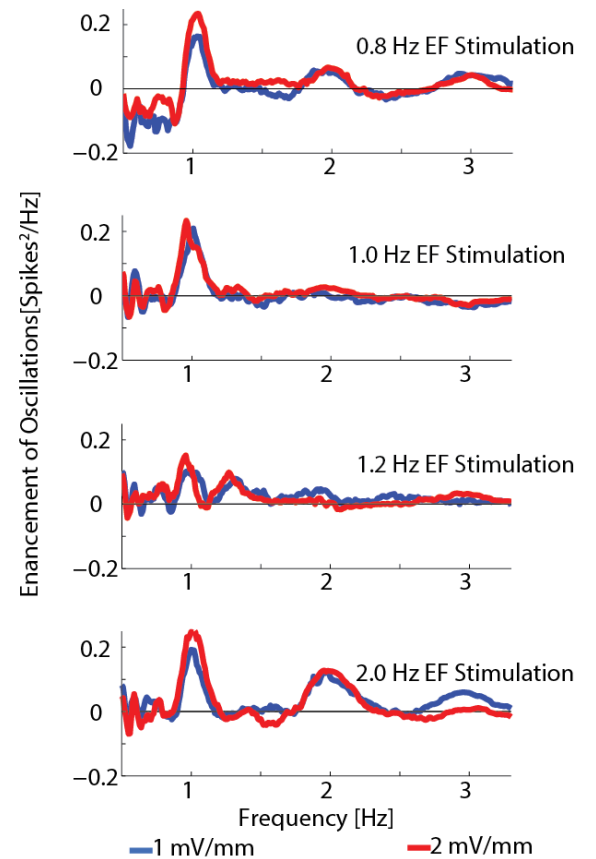 0.2
0.8 Hz EF Stimulation
0
−0.2
1 2 3
0.2
1.0 Hz EF Stimulation
0
−0.2
1 2 3
Enancement of Oscillations[Spikes²/Hz]
0.2
1.2 Hz EF Stimulation
0
−0.2
1 2 3
0.2
2.0 Hz EF Stimulation
0
−0.2
1 2 3
Frequency [Hz]
1 mV/mm 2 mV/mm